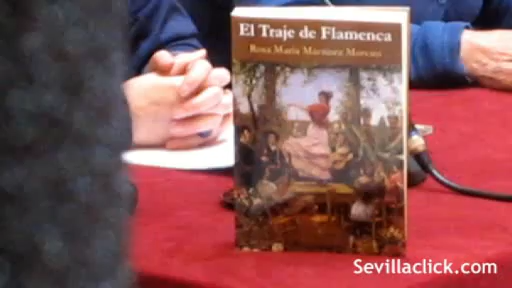 El Traje de Flamenca
Rosa María Martínez Moreno
Sevillaclick.com